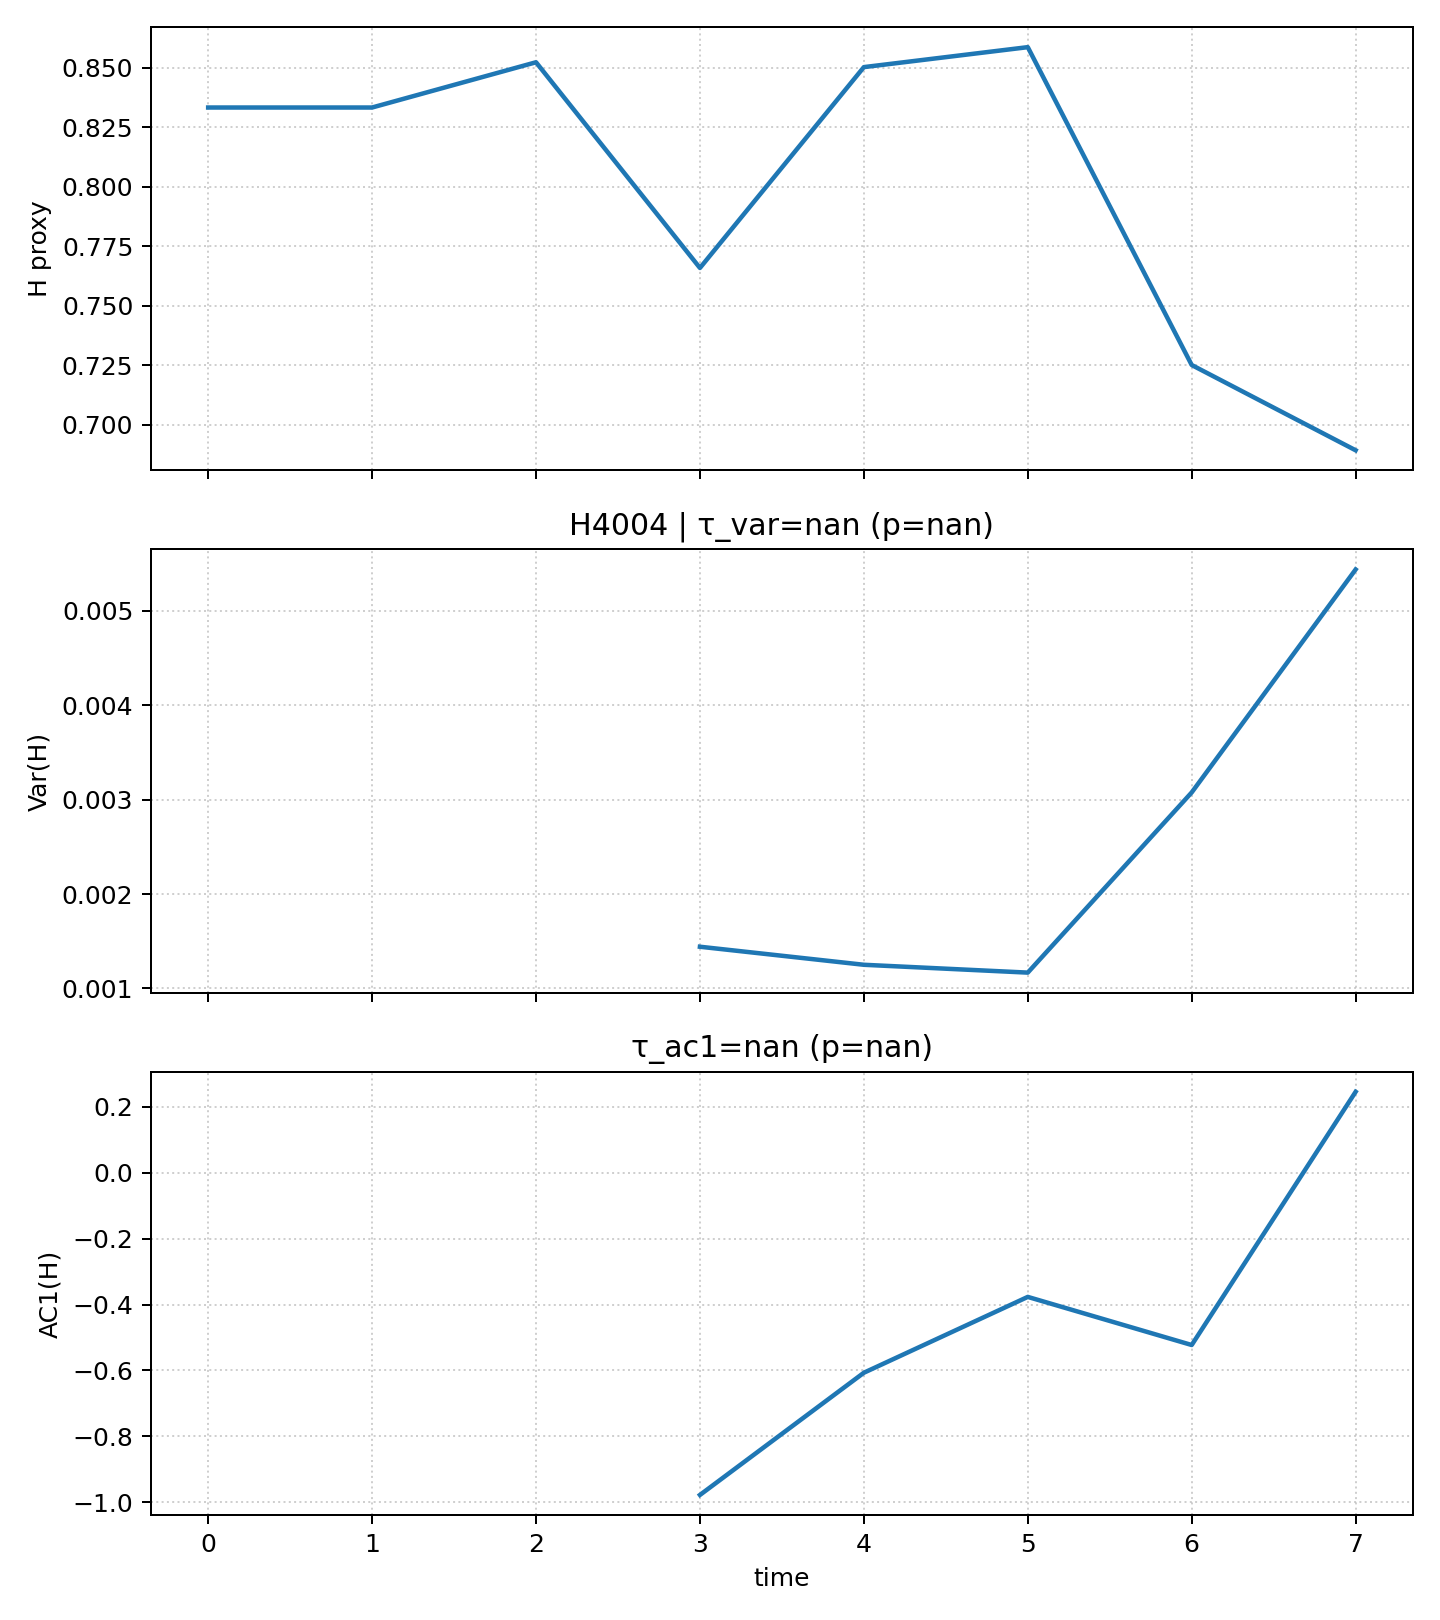 H proxy
0.850
0.825
0.800
0.775
0.750
0.725
0.700
H4004 | τ_var=nan (p=nan)
Var(H)
0.005
0.004
0.003
0.002
0.001
τ_ac1=nan (p=nan)
AC1(H)
0.2
0.0
−0.2
−0.4
−0.6
−0.8
−1.0
0 1 2 3 4 5 6 7
time